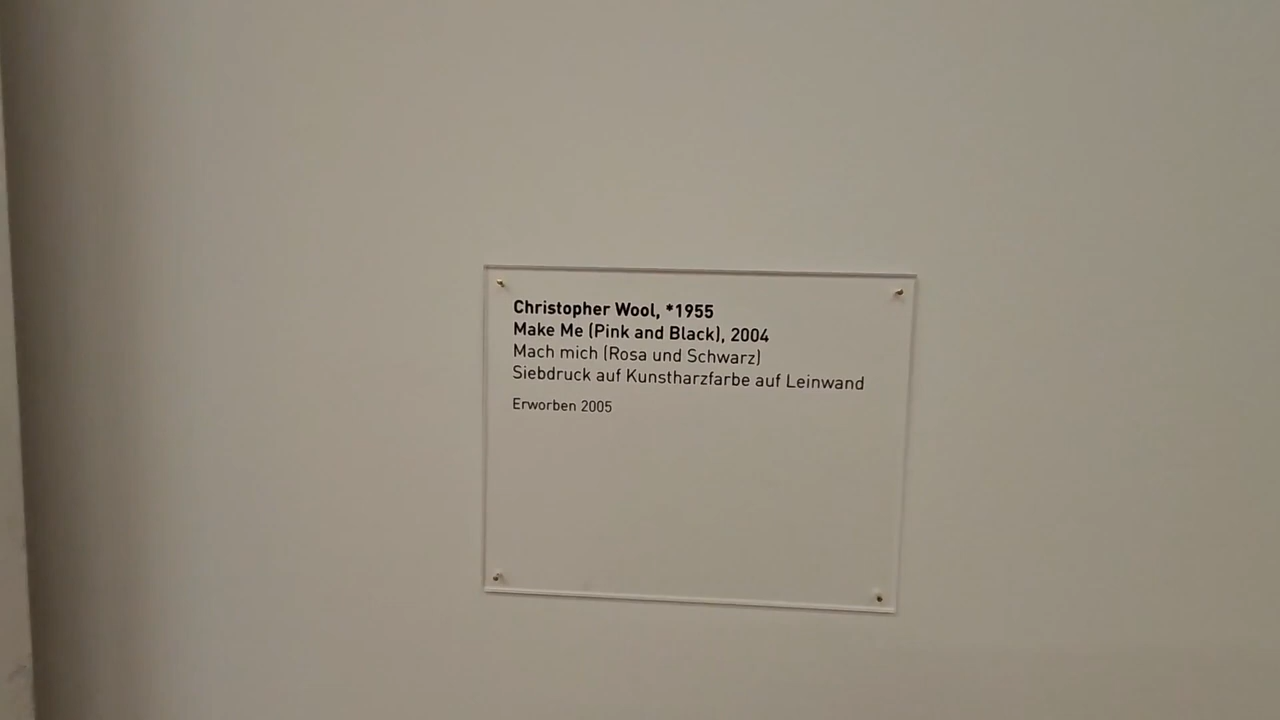 Christopher Wool, *1955
Make Me (Pink and Black), 2004
Mach mich (Rosa und Schwarz)
Siebdruck auf Kunstharzfarbe auf Leinwand
Erworben 2005